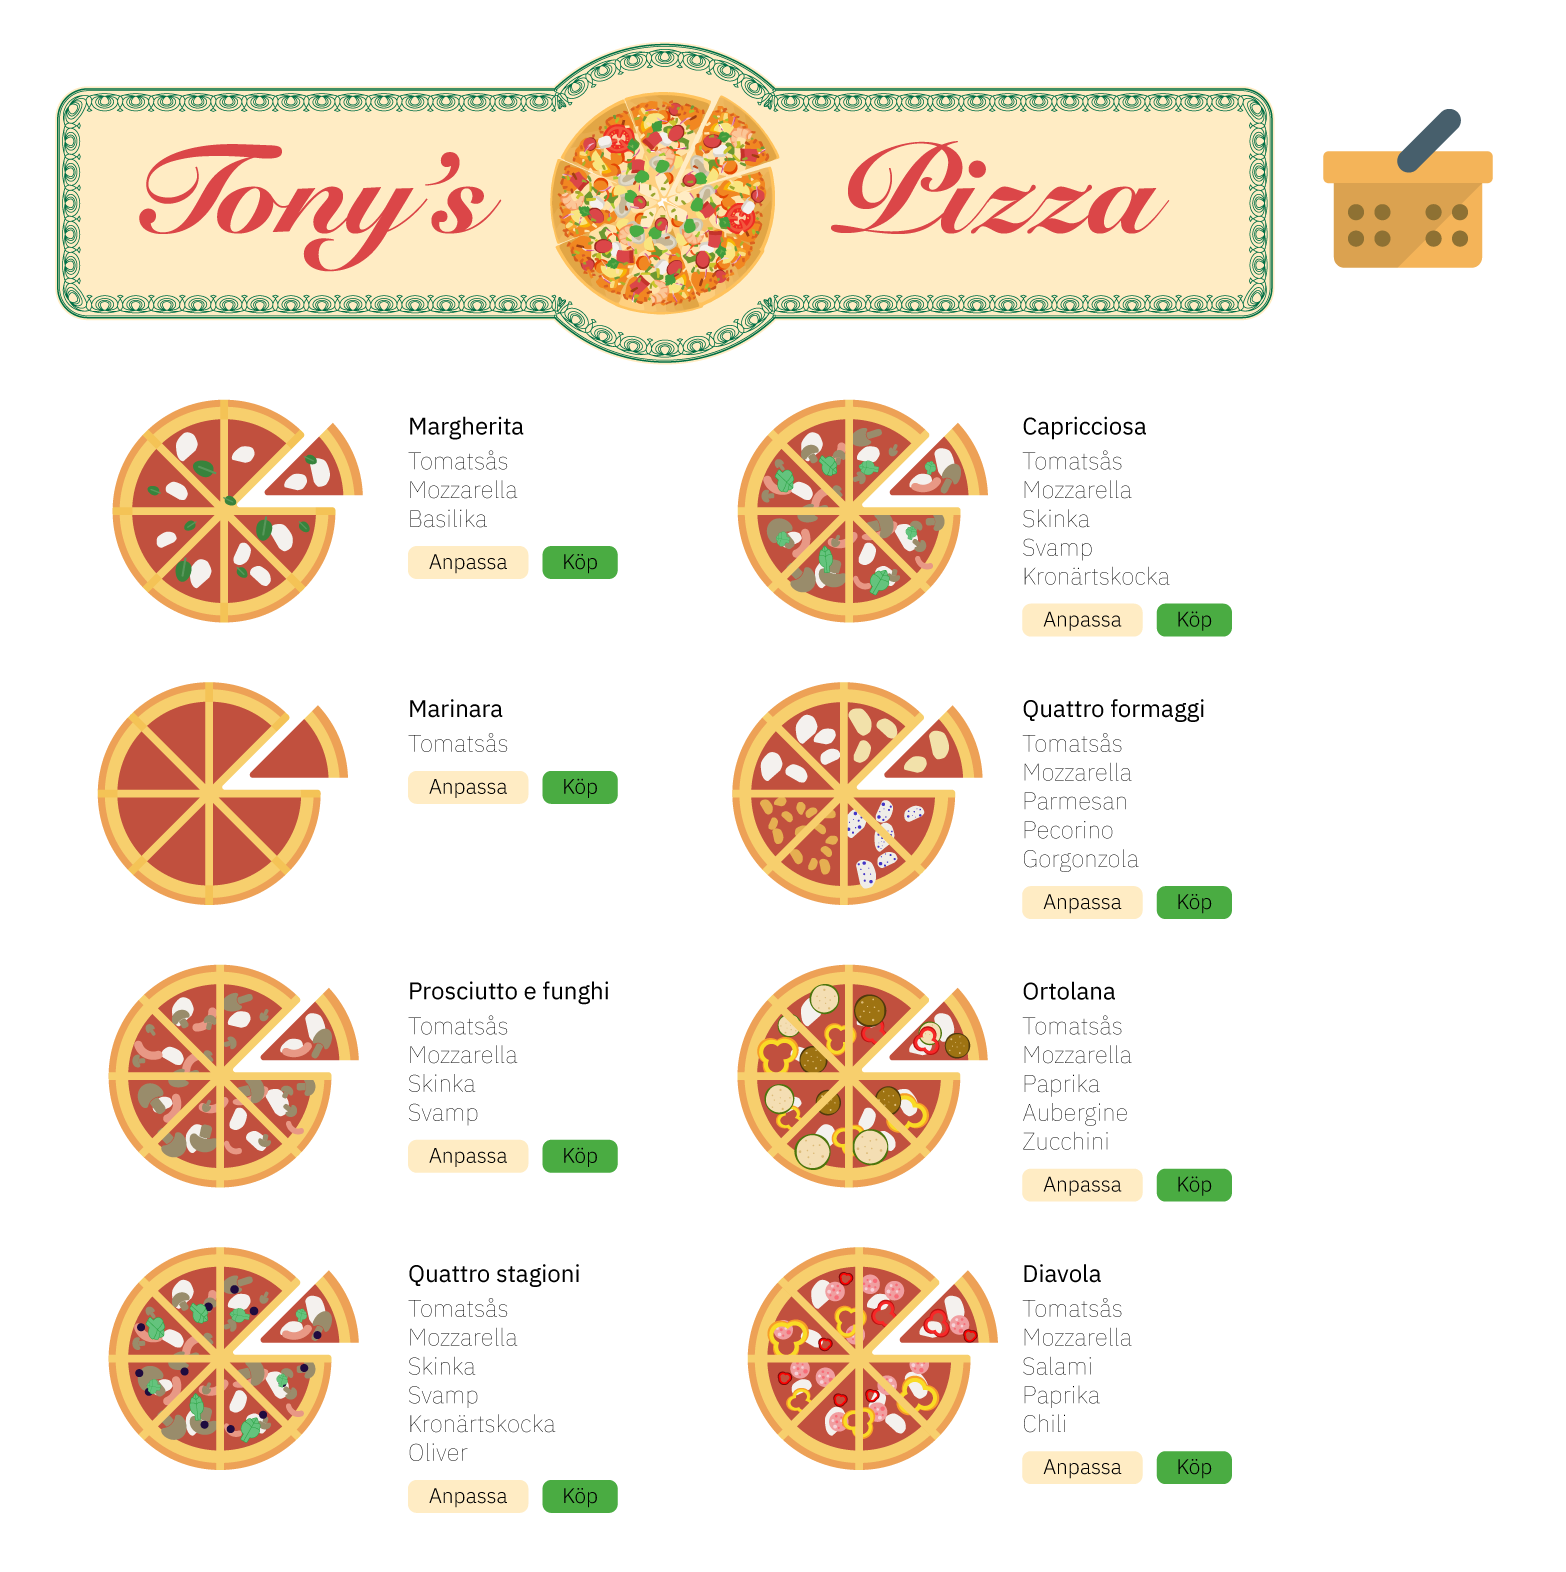 Tony's Pizza
Margherita
Tomatsås
Mozzarella
Basilika
Anpassa Köp
Capricciosa
Tomatsås
Mozzarella
Skinka
Svamp
Kronärtskocka
Anpassa Köp
Marinara
Tomatsås
Anpassa Köp
Quattro formaggi
Tomatsås
Mozzarella
Parmesan
Pecorino
Gorgonzola
Anpassa Köp
Prosciutto e funghi
Tomatsås
Mozzarella
Skinka
Svamp
Anpassa Köp
Ortolana
Tomatsås
Mozzarella
Paprika
Aubergine
Zucchini
Anpassa Köp
Quattro stagioni
Tomatsås
Mozzarella
Skinka
Svamp
Kronärtskocka
Oliver
Anpassa Köp
Diavola
Tomatsås
Mozzarella
Salami
Paprika
Chili
Anpassa Köp